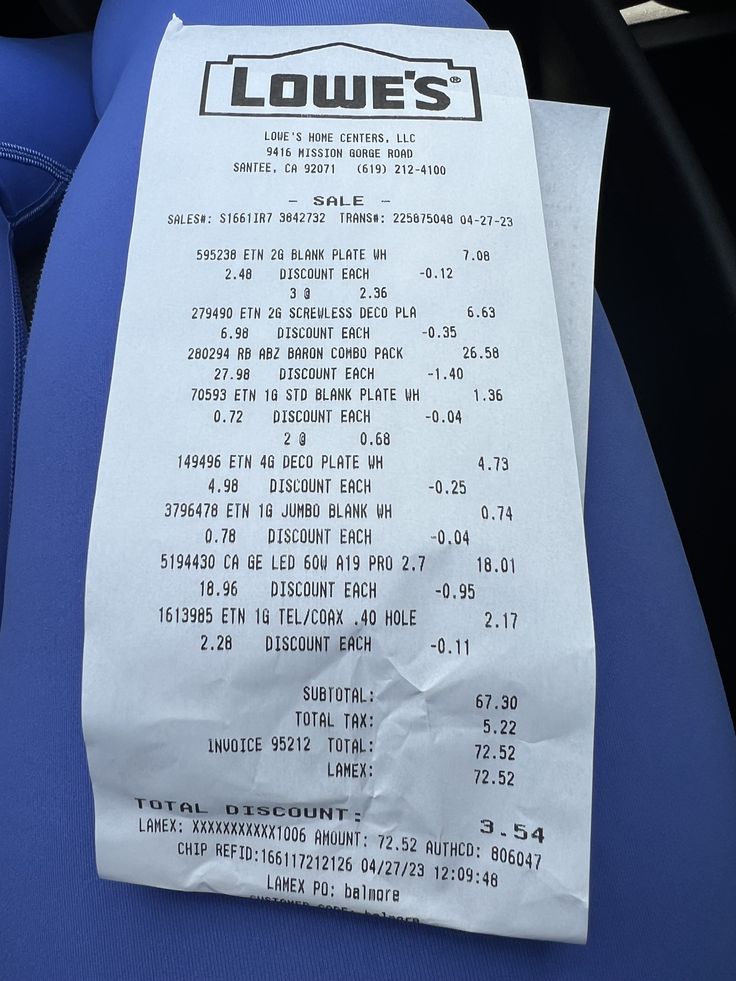 LOWE'S®
LOWE'S HOME CENTERS, LLC
9416 MISSION GORGE ROAD
SANTEE, CA 92071 (619) 212-4100
- SALE -
SALES#: S1661IR7 3842732 TRANS#: 225875048 04-27-23
595238 ETN 2G BLANK PLATE WH 7.08
2.48 DISCOUNT EACH -0.12
3 @ 2.36
279490 ETN 2G SCREWLESS DECO PLA 6.63
6.98 DISCOUNT EACH -0.35
280294 RB ABZ BARON COMBO PACK 26.58
27.98 DISCOUNT EACH -1.40
70593 ETN 1G STD BLANK PLATE WH 1.36
0.72 DISCOUNT EACH -0.04
2 @ 0.68
149496 ETN 4G DECO PLATE WH 4.73
4.98 DISCOUNT EACH -0.25
3796478 ETN 1G JUMBO BLANK WH 0.74
0.78 DISCOUNT EACH -0.04
5194430 CA GE LED 60W A19 PRO 2.7 18.01
18.96 DISCOUNT EACH -0.95
1613985 ETN 1G TEL/COAX .40 HOLE 2.17
2.28 DISCOUNT EACH -0.11
SUBTOTAL: 67.30
TOTAL TAX: 5.22
INVOICE 95212 TOTAL: 72.52
LAMEX: 72.52
TOTAL DISCOUNT: 3.54
LAMEX: XXXXXXXXXXX1006 AMOUNT: 72.52 AUTHCD: 806047
CHIP REFID:166117212126 04/27/23 12:09:48
LAMEX PO: balmore
CUSTOMER CODE: balmore